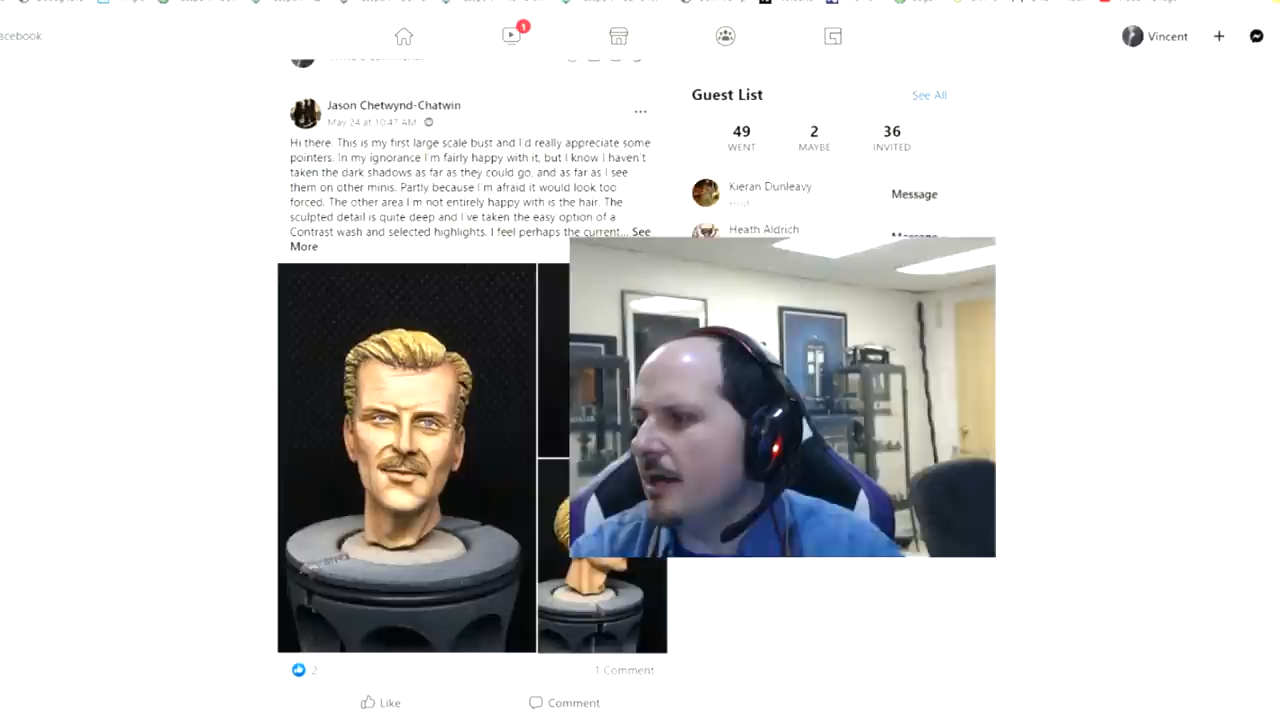 acebook
1
Vincent
Jason Chetwynd-Chatwin
May 24 at 10:47 AM
Hi there. This is my first large scale bust and I'd really appreciate some
pointers. In my ignorance I'm fairly happy with it, but I know I haven't
taken the dark shadows as far as they could go, and as far as I see
them on other minis. Partly because I'm afraid it would look too
forced. The other area I'm not entirely happy with is the hair. The
sculpted detail is quite deep and I've taken the easy option of a
Contrast wash and selected highlights. I feel perhaps the current... See
More
2
1 Comment
Like
Comment
Guest List
See All
49
2
36
WENT
MAYBE
INVITED
Kieran Dunleavy
Message
Host
Heath Aldrich